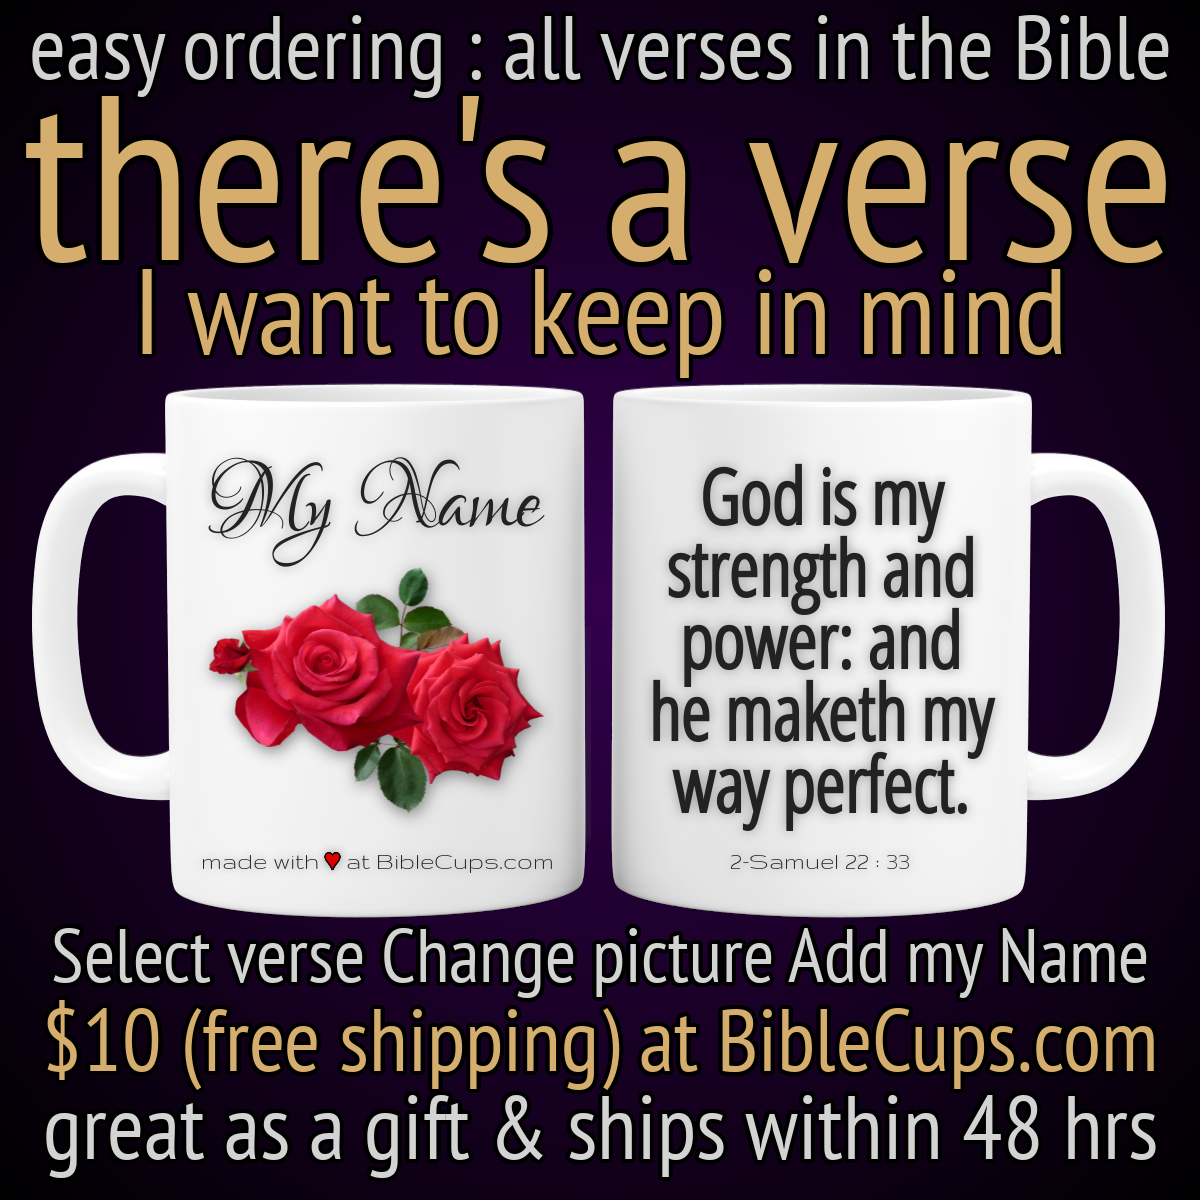 easy ordering : all verses in the Bible
there's a verse
I want to keep in mind
My Name
made with ♥ at BibleCups.com
God is my
strength and
power: and
he maketh my
way perfect.
2-Samuel 22 : 33
Select verse Change picture Add my Name
$10 (free shipping) at BibleCups.com
great as a gift & ships within 48 hrs